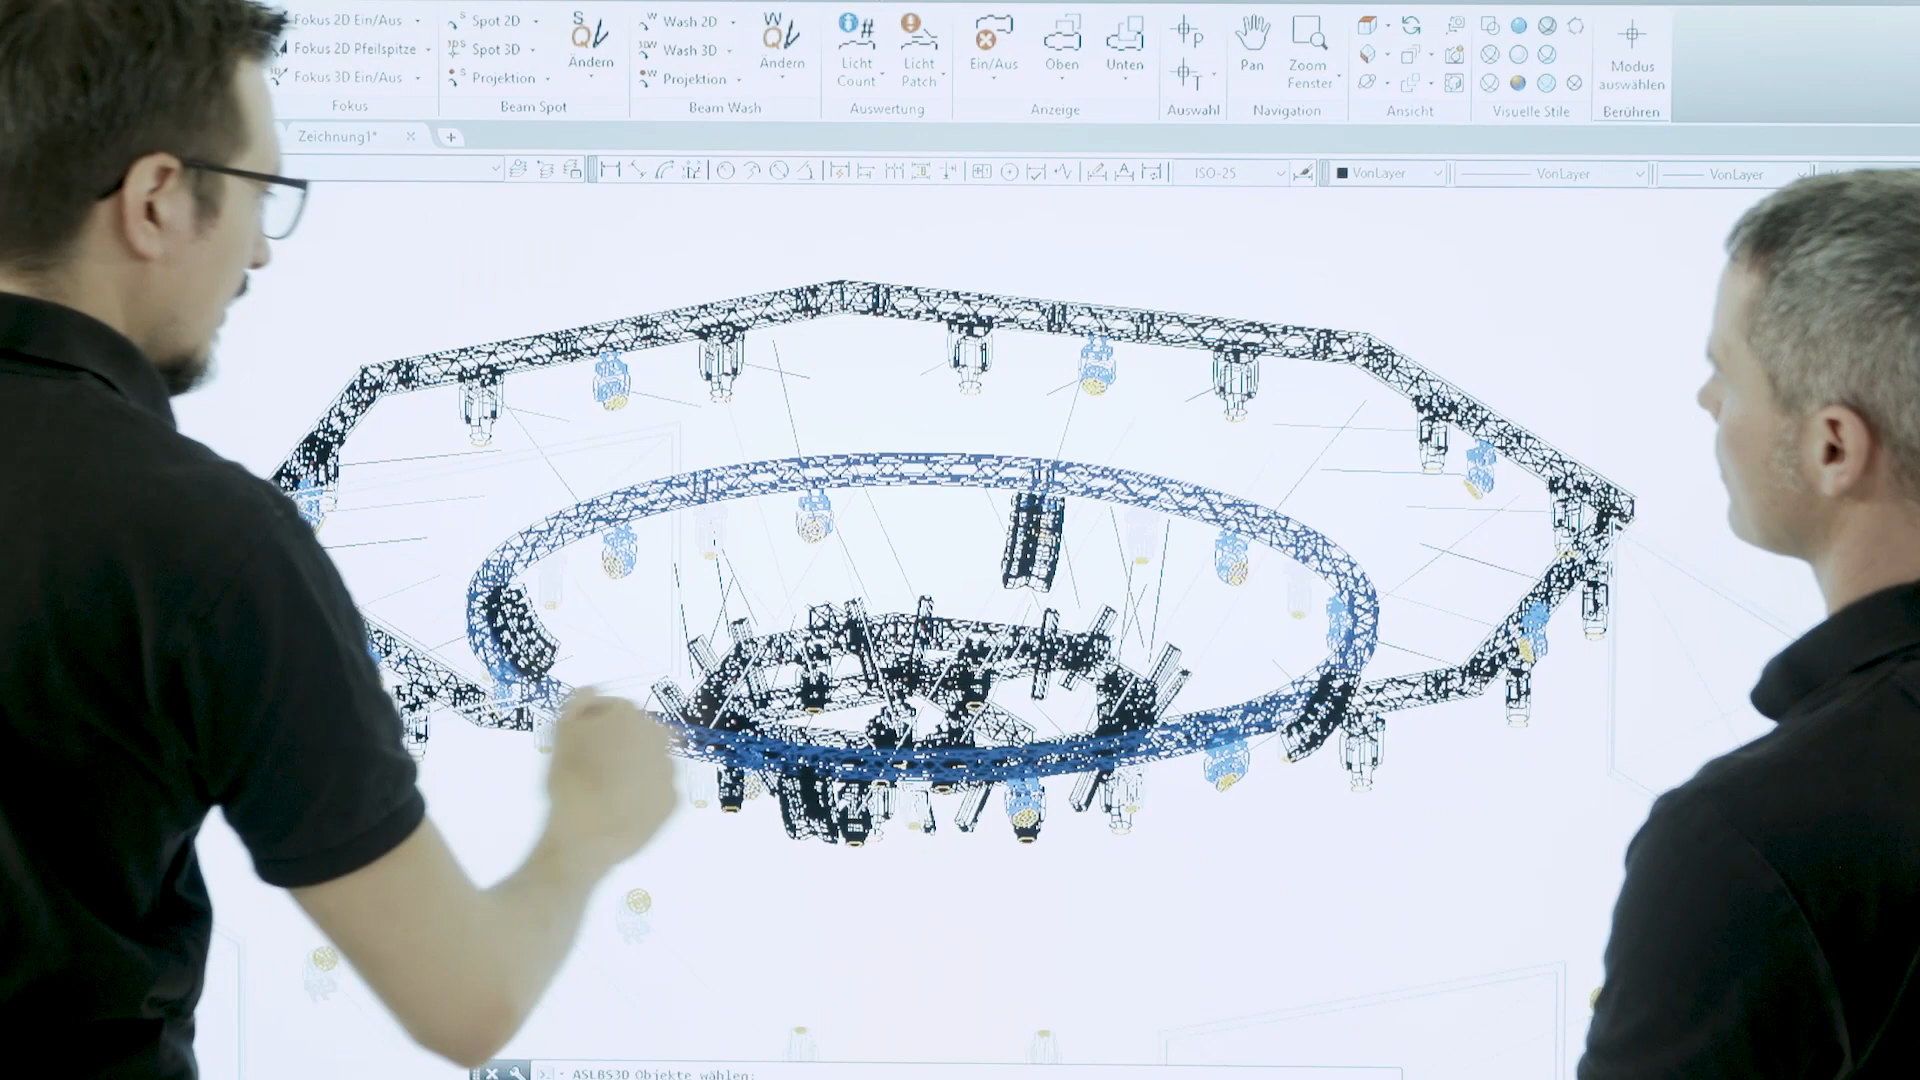 Fokus 2D Ein/Aus
Fokus 2D Pfeilspitze
Fokus 3D Ein/Aus
Fokus
Spot 2D
Spot 3D
Projektion
Ändern
Beam Spot
Wash 2D
Wash 3D
Projektion
Ändern
Beam Wash
Licht
Count
Licht
Patch
Auswertung
Ein/Aus
Oben
Unten
Anzeige
Auswahl
Pan
Zoom
Fenster
Navigation
Ansicht
Visuelle Stile
Modus
auswählen
Berühren
Zeichnung1*
ISO-25
VonLayer
VonLayer
VonLayer
ASLBS3D Objekte wählen: